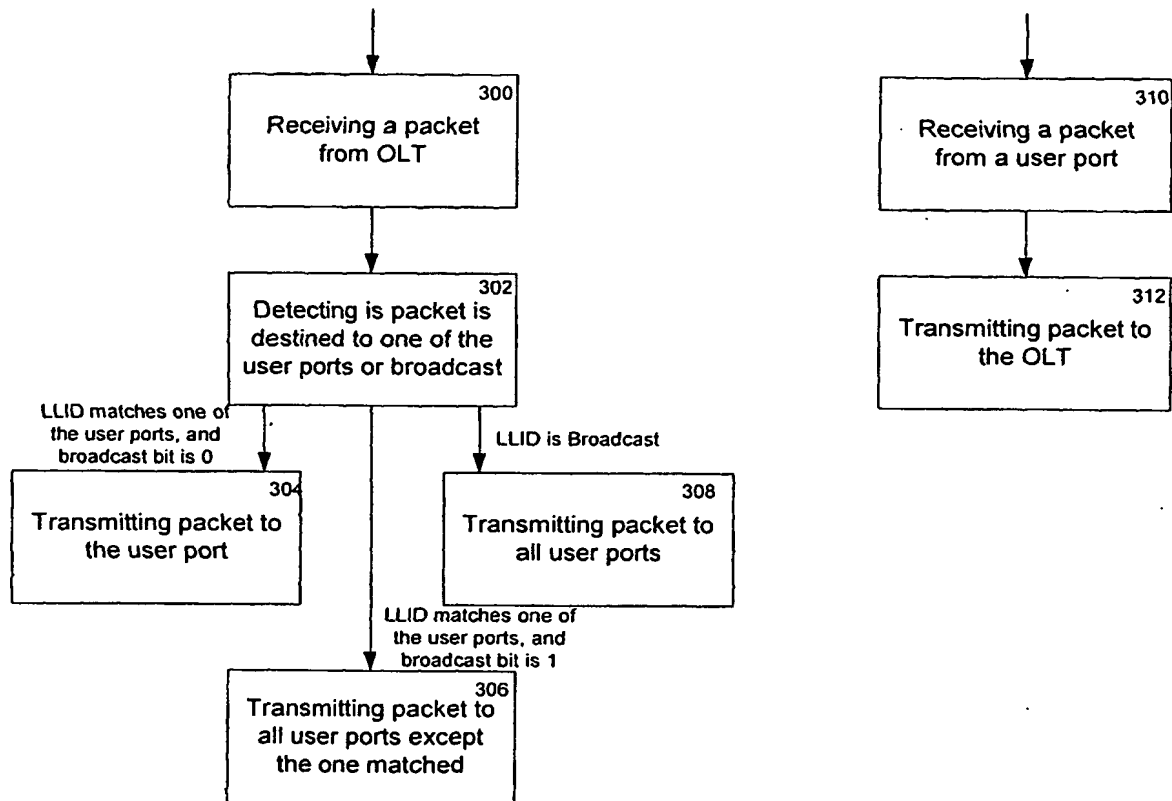 300
Receiving a packet
from OLT
302
Detecting is packet is
destined to one of the
user ports or broadcast
LLID matches one of
the user ports, and
broadcast bit is 0
304
Transmitting packet to
the user port
LLID is Broadcast
308
Transmitting packet to
all user ports
LLID matches one of
the user ports, and
broadcast bit is 1
306
Transmitting packet to
all user ports except
the one matched
310
Receiving a packet
from a user port
312
Transmitting packet to
the OLT